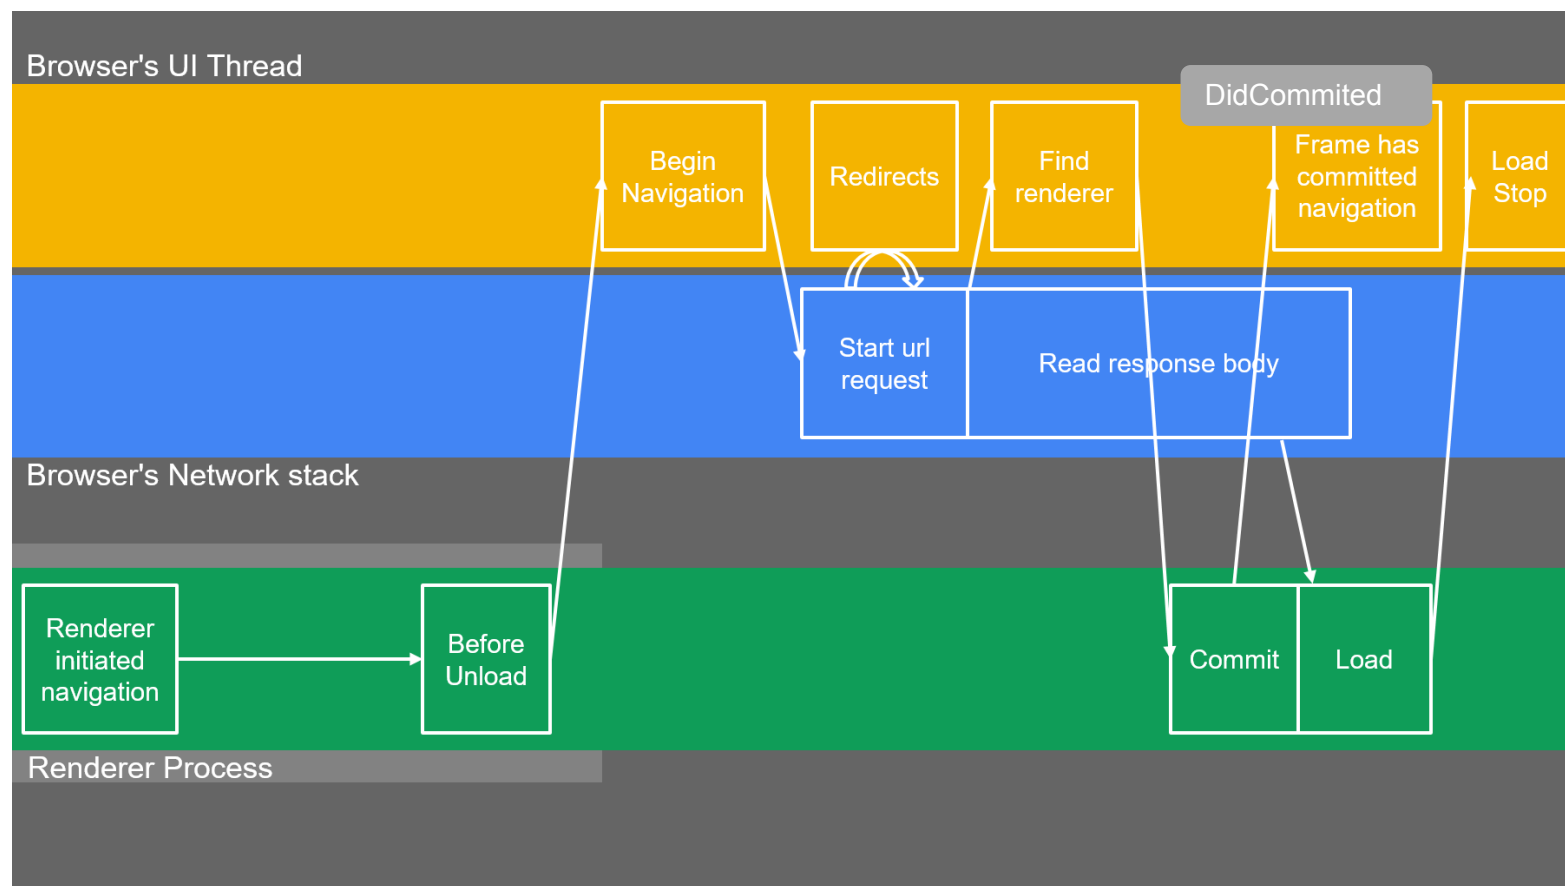 Browser's UI Thread
DidCommited
Begin
Navigation
Redirects
Find
renderer
Frame has
committed
navigation
Load
Stop
Start url
request
Read response body
Browser's Network stack
Renderer
initiated
navigation
Before
Unload
Commit
Load
Renderer Process